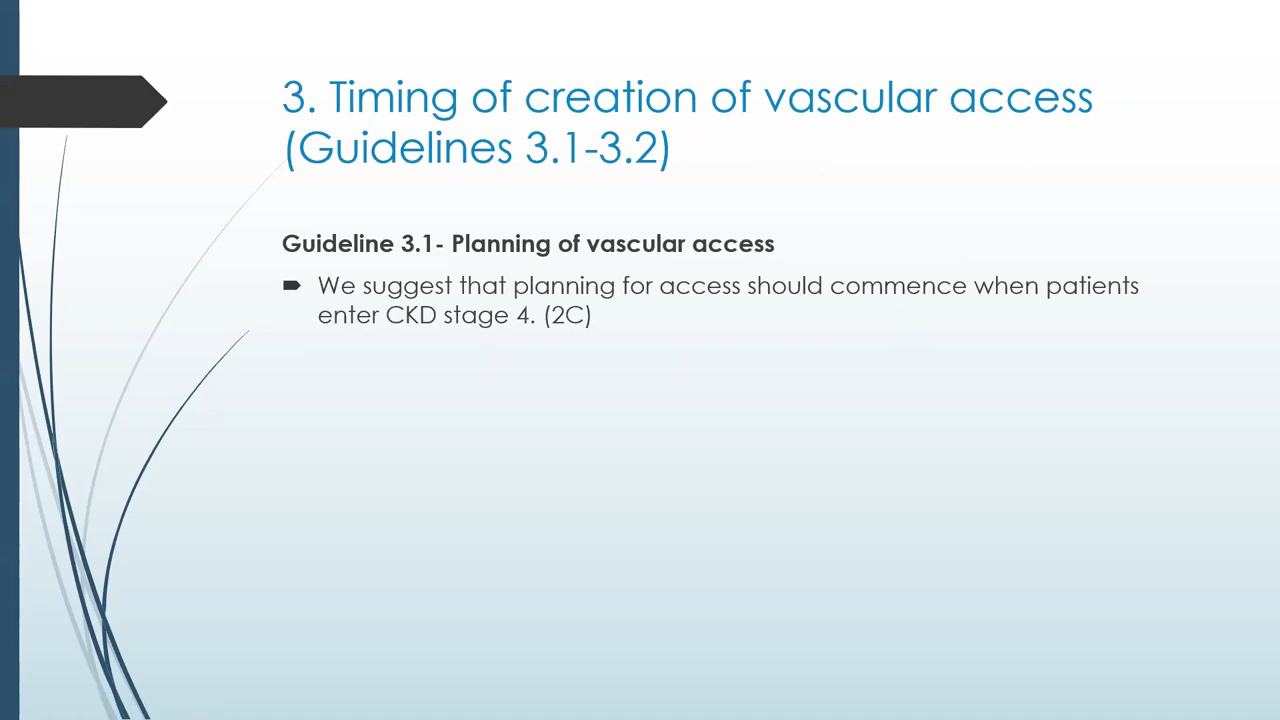 3. Timing of creation of vascular access
(Guidelines 3.1-3.2)
Guideline 3.1- Planning of vascular access
We suggest that planning for access should commence when patients
enter CKD stage 4. (2C)